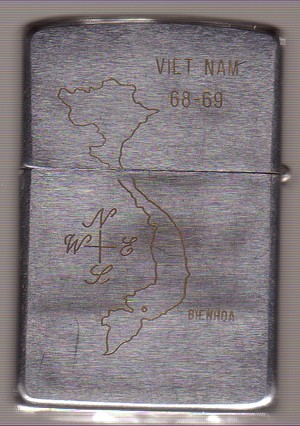 VIET NAM
68-69
N
W E
S
BIENHOA